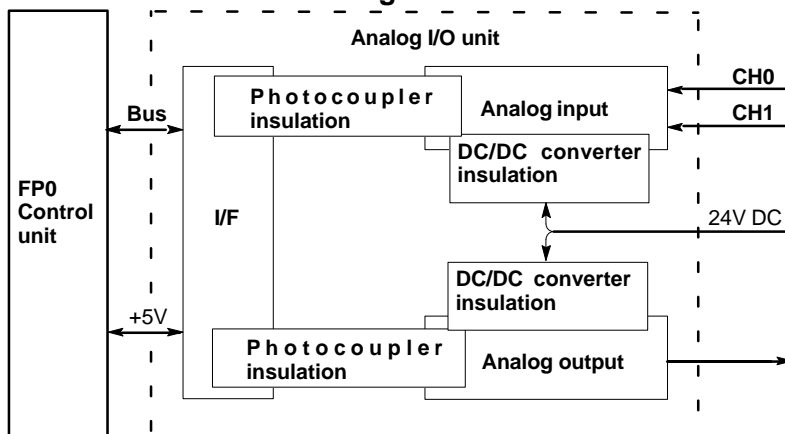 Analog I/O unit
Photocoupler
insulation
Analog input
CH0
CH1
Bus
DC/DC converter
insulation
FP0
Control
unit
I/F
24V DC
DC/DC converter
insulation
+5V
Photocoupler
insulation
Analog output